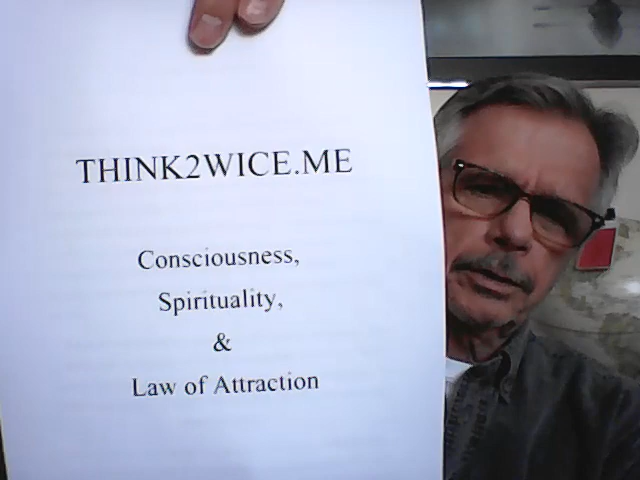 THINK2WICE.ME
Consciousness,
Spirituality,
&
Law of Attraction